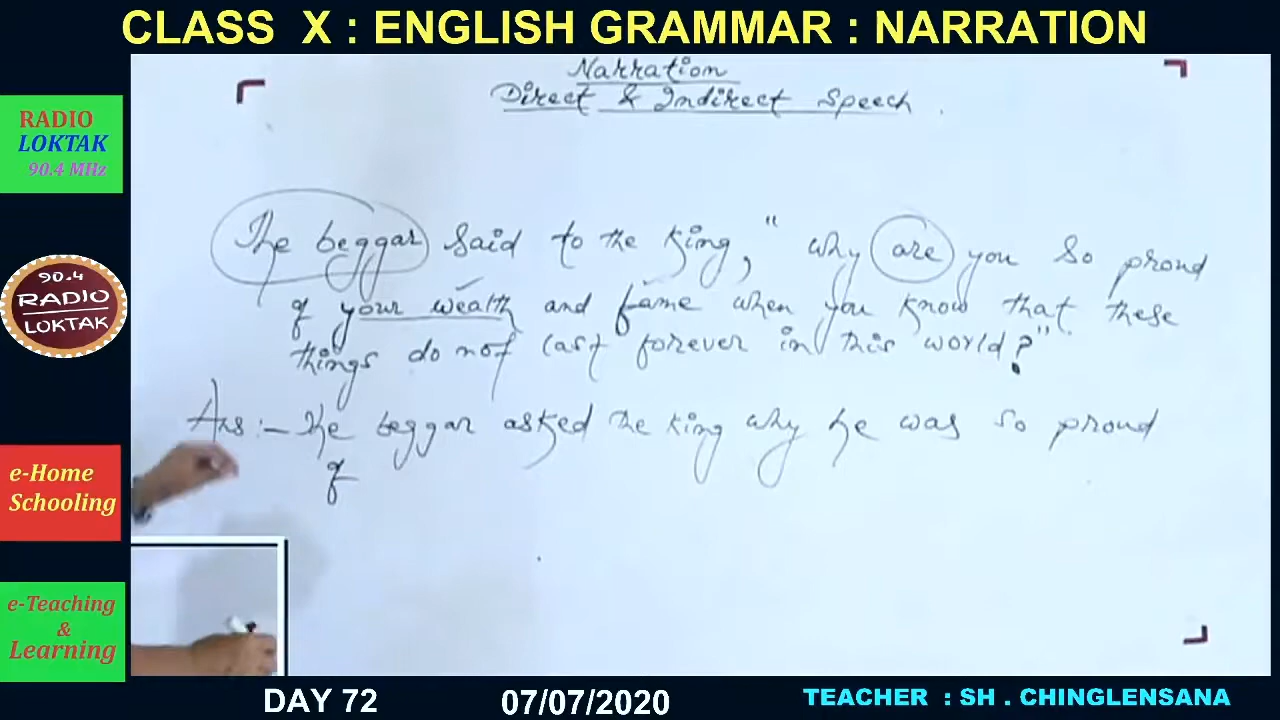 CLASS X : ENGLISH GRAMMAR : NARRATION
Narration
Direct & Indirect Speech
RADIO
LOKTAK
90.4 MHz
The beggar said to the king, " why are you so proud
of your wealth and fame when you know that these
things do not last forever in this world?"
90.4
RADIO
LOKTAK
Ans:- The beggar asked the king why he was so proud
of
e-Home
Schooling
e-Teaching
&
Learning
DAY 72
07/07/2020
TEACHER : SH . CHINGLENSANA